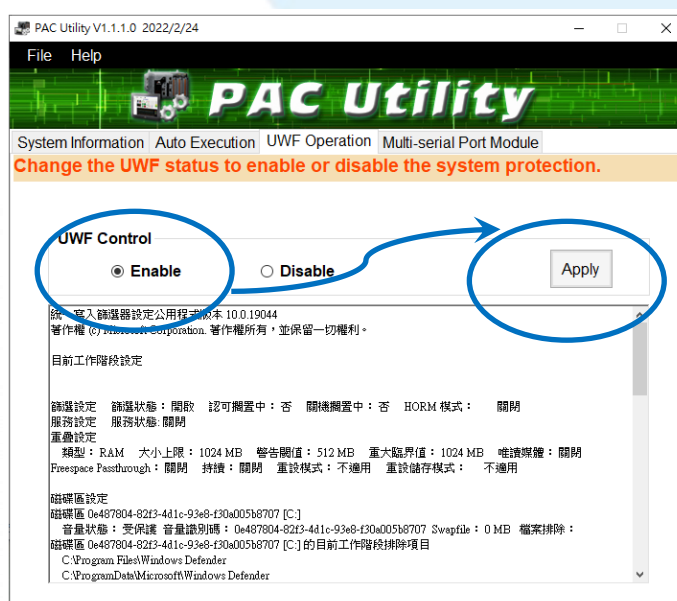 PAC Utility V1.1.1.0 2022/2/24
File Help
PAC Utility
System Information Auto Execution UWF Operation Multi-serial Port Module
Change the UWF status to enable or disable the system protection.
UWF Control
Enable Disable Apply
統一寫入篩選器設定公用程式版本 10.0.19044
著作權 (c) Microsoft Corporation. 著作權所有,並保留一切權利。
目前工作階段設定
篩選設定 篩選狀態:開啟 認可擱置中:否 關機擱置中:否 HORM 模式: 關閉
服務設定 服務狀態:關閉
重疊設定
類型:RAM 大小上限:1024 MB 警告閾值:512 MB 重大臨界值:1024 MB 唯讀媒體:關閉
Freespace Passthrough:關閉 持續:關閉 重設模式:不適用 重設儲存模式: 不適用
磁碟區設定
磁碟區 0e487804-82f3-4d1c-93e8-f30a005b8707 [C:]
音量狀態:受保護 音量識別碼:0e487804-82f3-4d1c-93e8-f30a005b8707 Swapfile:0 MB 檔案排除:
磁碟區 0e487804-82f3-4d1c-93e8-f30a005b8707 [C:] 的目前工作階段排除項目
C:\Program Files\Windows Defender
C:\ProgramData\Microsoft\Windows Defender